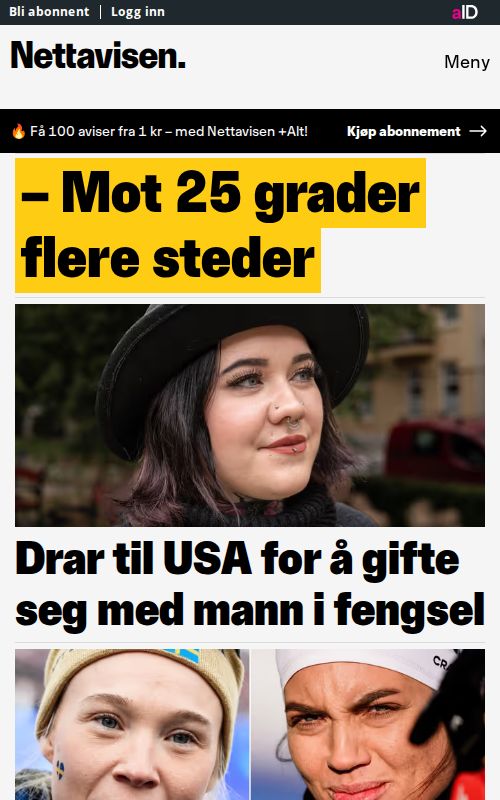 Bli abonnent
Logg inn
aID
Nettavisen.
Meny
Få 100 aviser fra 1 kr – med Nettavisen +Alt!
Kjøp abonnement
– Mot 25 grader
flere steder
Drar til USA for å gifte
seg med mann i fengsel